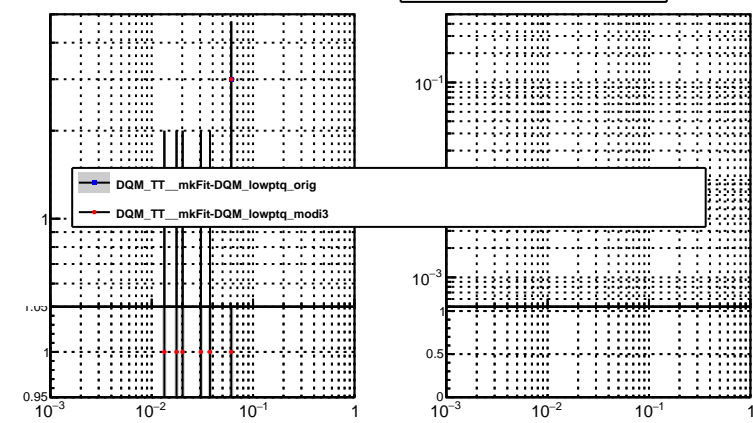 10⁻¹
1
DQM_TT__mkFit-DQM_lowptq_orig
DQM_TT__mkFit-DQM_lowptq_modi3
10⁻³
1.05
1
1
0.5
0.95
0
10⁻³ 10⁻² 10⁻¹ 1
10⁻³ 10⁻² 10⁻¹ 1